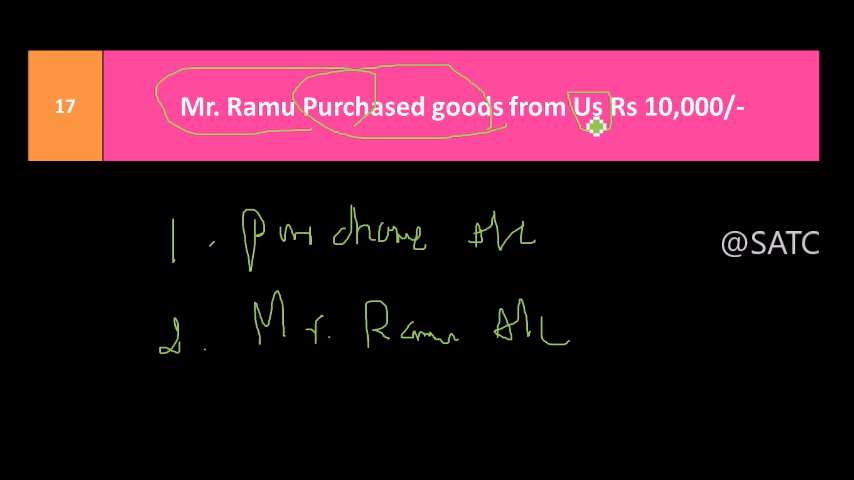 17
Mr. Ramu Purchased goods from Us Rs 10,000/-
1. Purchase A/c
@SATC
2. Mr. Ramu A/c